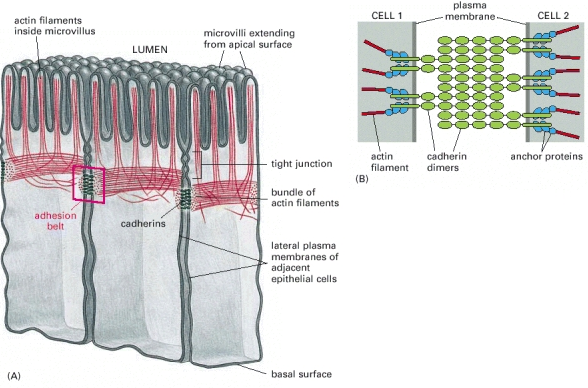 actin filaments
inside microvillus
LUMEN
microvilli extending
from apical surface
tight junction
bundle of
actin filaments
adhesion
belt
cadherins
lateral plasma
membranes of
adjacent
epithelial cells
basal surface
(A)
CELL 1
plasma
membrane
CELL 2
actin
filament
cadherin
dimers
anchor proteins
(B)